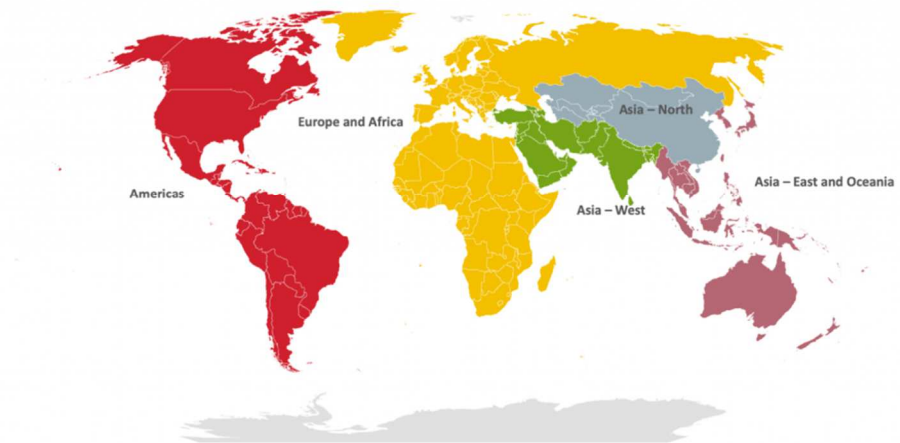 Asia – North
Europe and Africa
Asia – East and Oceania
Americas
Asia – West